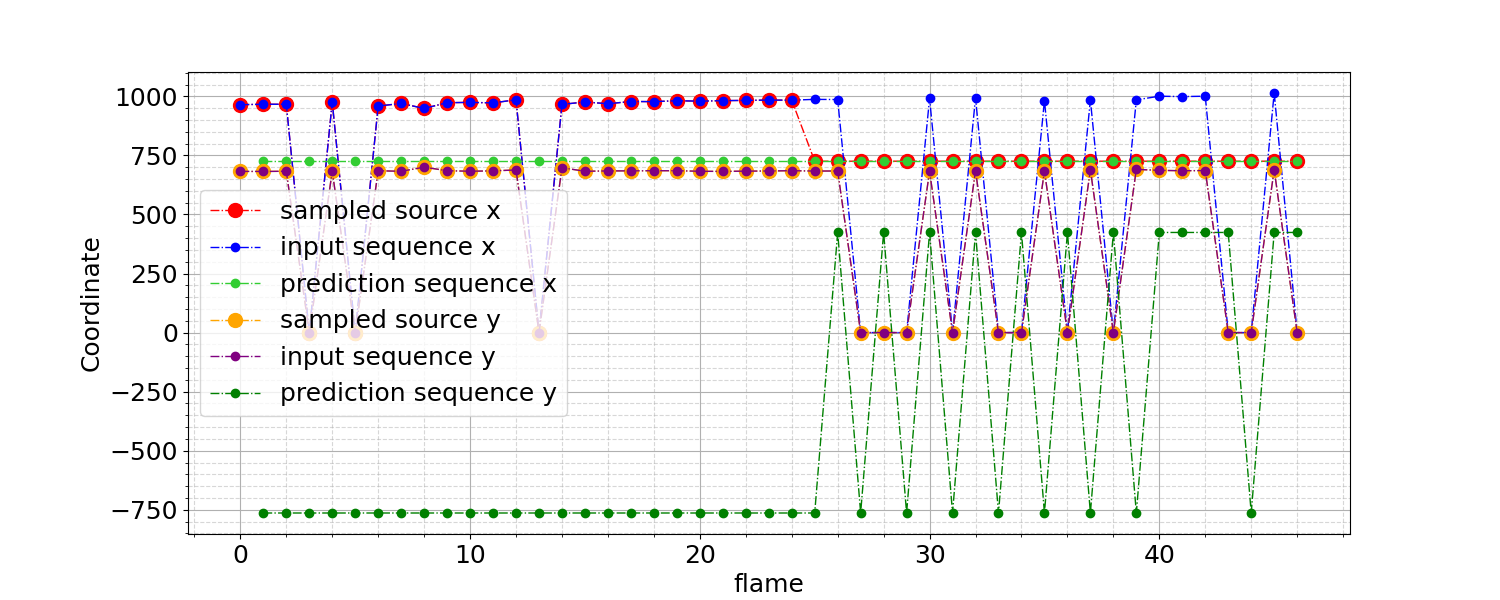 1000
750
500
250
0
−250
−500
−750
Coordinate
sampled source x
input sequence x
prediction sequence x
sampled source y
input sequence y
prediction sequence y
0 10 20 30 40
flame